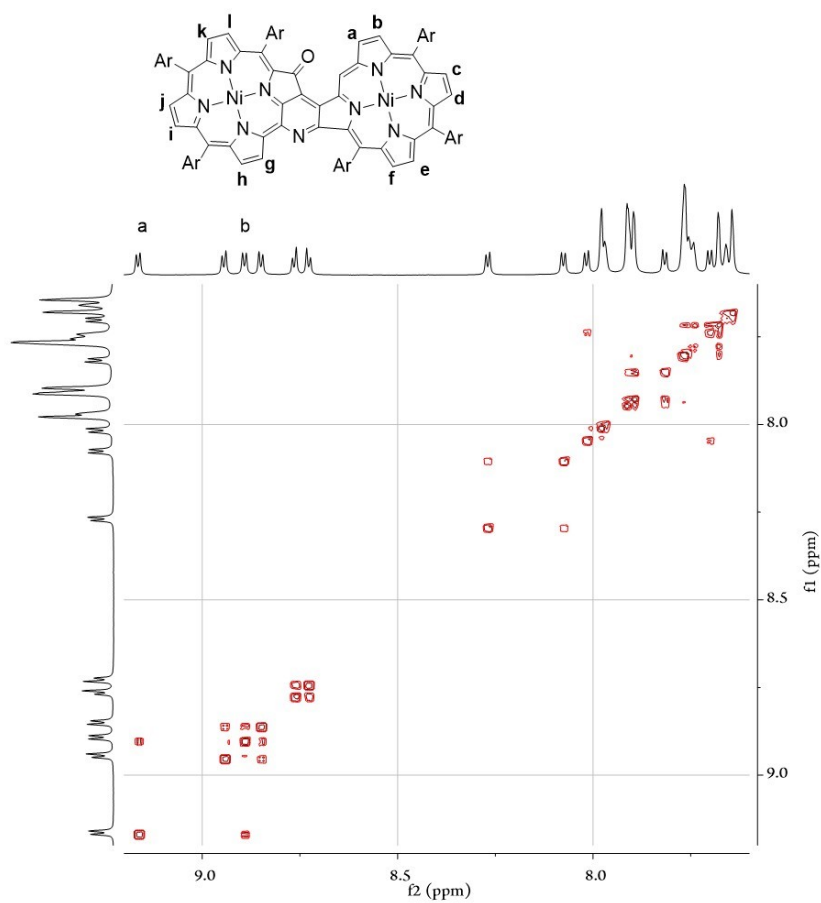 k l Ar a b Ar
Ar O
N N N N c
j N Ni N N Ni N d
i
N N
Ar N Ar Ar
h g f e
a b
8.0
8.5
9.0
f1 (ppm)
9.0 8.5 8.0
f2 (ppm)